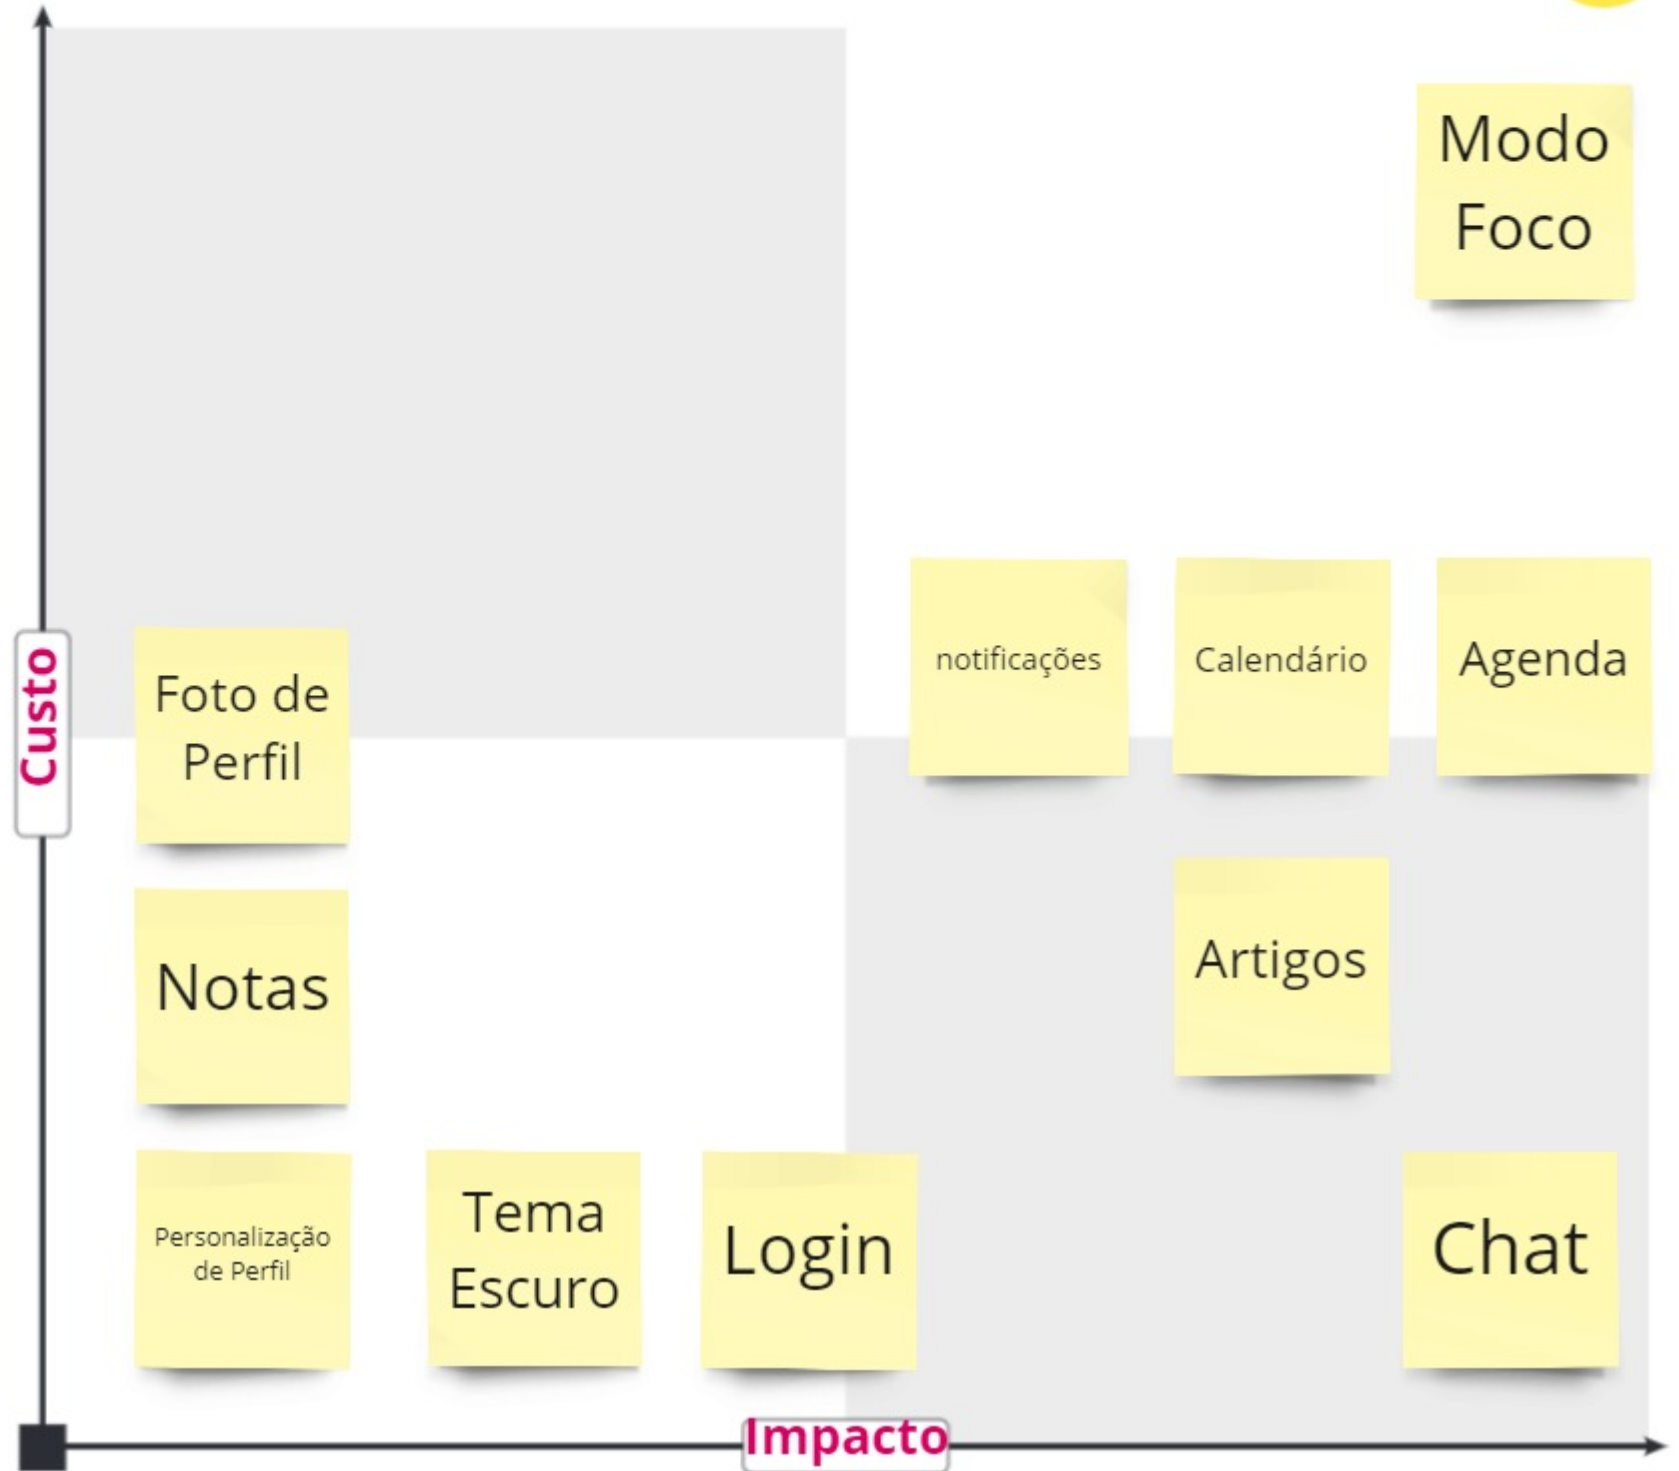 Modo
Foco
notificações
Calendário
Agenda
Custo
Foto de
Perfil
Artigos
Notas
Personalização
de Perfil
Tema
Escuro
Login
Chat
Impacto